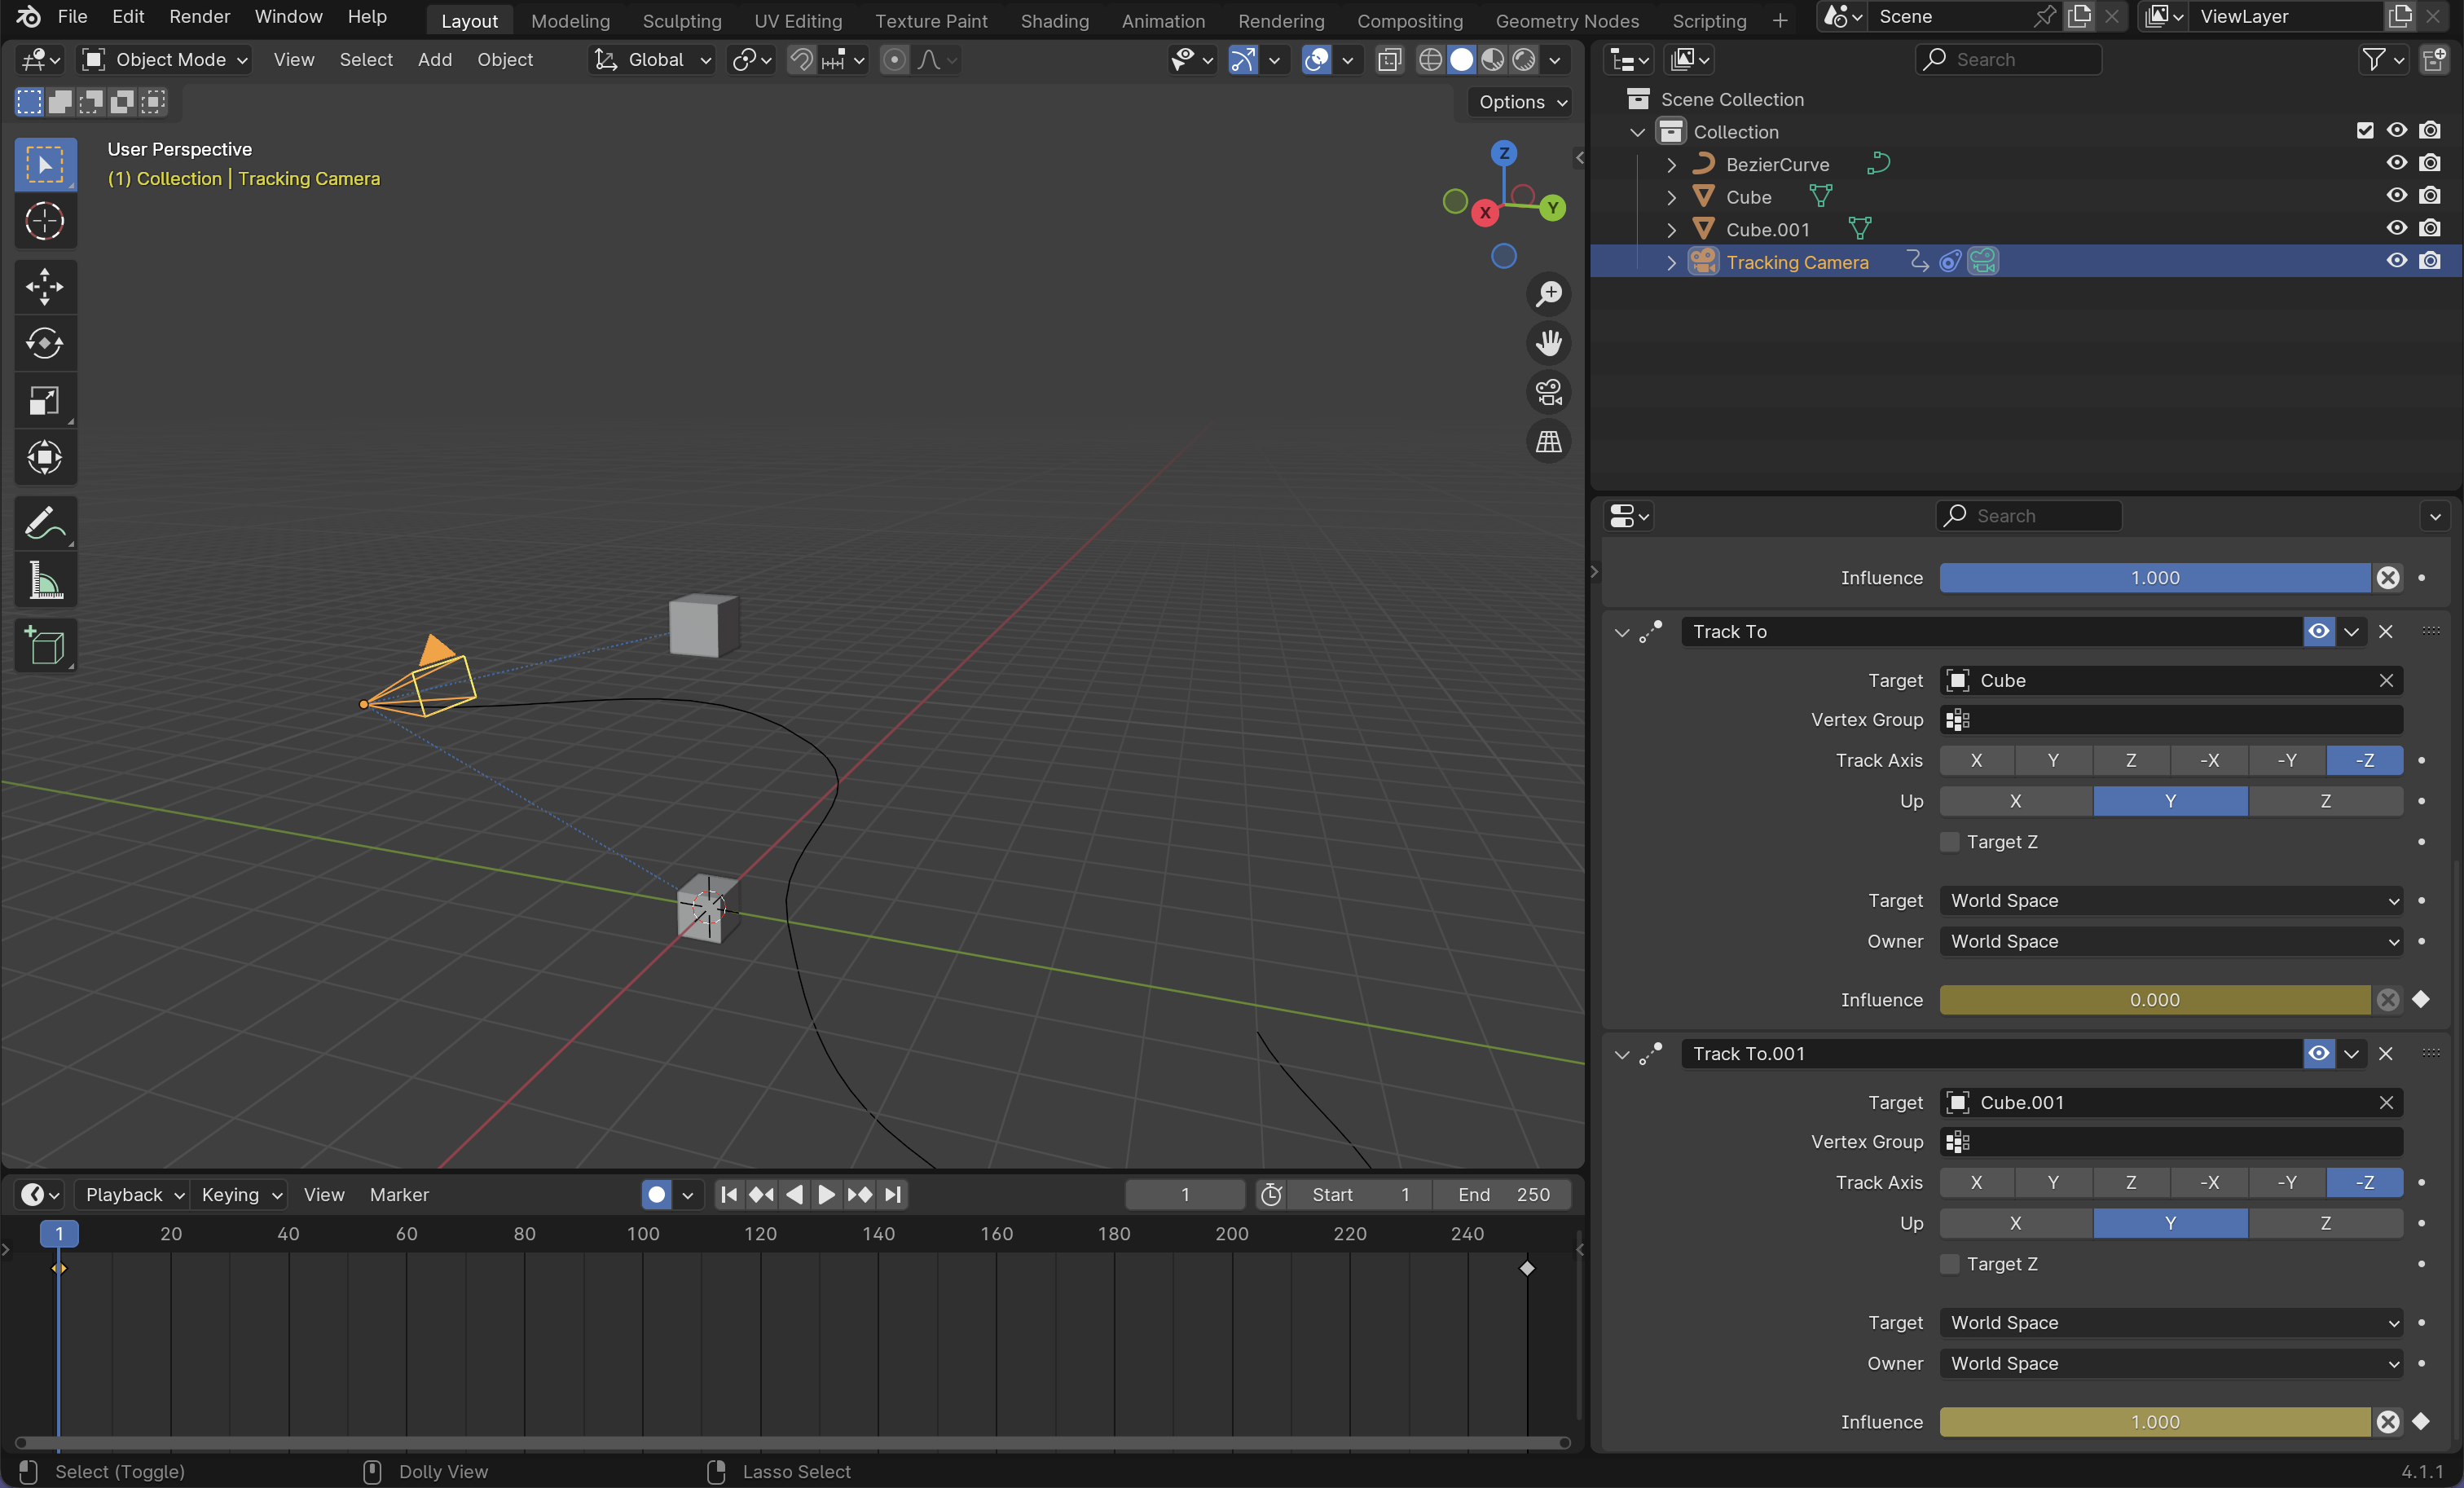 File Edit Render Window Help Layout Modeling Sculpting UV Editing Texture Paint Shading Animation Rendering Compositing Geometry Nodes Scripting + Scene ViewLayer
Object Mode View Select Add Object Global
Options
User Perspective
(1) Collection | Tracking Camera
Z
X
Y
Search
Scene Collection
Collection
BezierCurve
Cube
Cube.001
Tracking Camera
Search
Influence 1.000
Track To
Target Cube
Vertex Group
Track Axis X Y Z -X -Y -Z
Up X Y Z
Target Z
Target World Space
Owner World Space
Influence 0.000
Track To.001
Target Cube.001
Vertex Group
Track Axis X Y Z -X -Y -Z
Up X Y Z
Target Z
Target World Space
Owner World Space
Influence 1.000
Playback Keying View Marker 1 Start 1 End 250
1 20 40 60 80 100 120 140 160 180 200 220 240
Select (Toggle) Dolly View Lasso Select 4.1.1